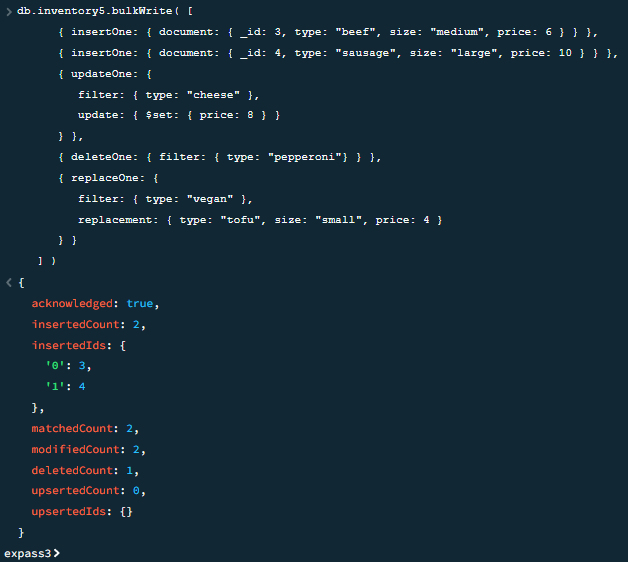 > db.inventory5.bulkWrite( [
{ insertOne: { document: { _id: 3, type: "beef", size: "medium", price: 6 } } },
{ insertOne: { document: { _id: 4, type: "sausage", size: "large", price: 10 } } },
{ updateOne: {
filter: { type: "cheese" },
update: { $set: { price: 8 } }
} },
{ deleteOne: { filter: { type: "pepperoni"} } },
{ replaceOne: {
filter: { type: "vegan" },
replacement: { type: "tofu", size: "small", price: 4 }
} }
] )
< {
acknowledged: true,
insertedCount: 2,
insertedIds: {
'0': 3,
'1': 4
},
matchedCount: 2,
modifiedCount: 2,
deletedCount: 1,
upsertedCount: 0,
upsertedIds: {}
}
expass3>